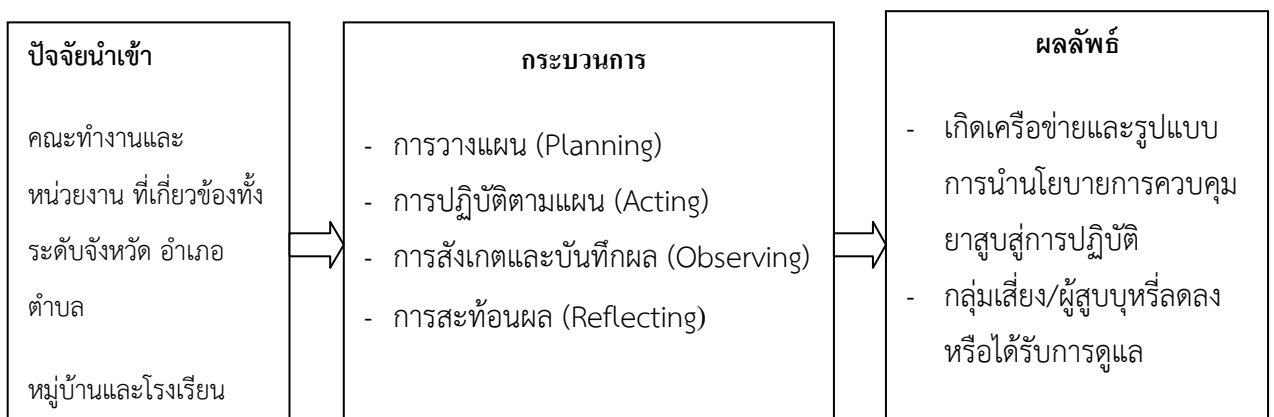 ปัจจัยนำเข้า
คณะทำงานและ
หน่วยงาน ที่เกี่ยวข้องทั้ง
ระดับจังหวัด อำเภอ
ตำบล
หมู่บ้านและโรงเรียน
กระบวนการ
- การวางแผน (Planning)
- การปฏิบัติตามแผน (Acting)
- การสังเกตและบันทึกผล (Observing)
- การสะท้อนผล (Reflecting)
ผลลัพธ์
- เกิดเครือข่ายและรูปแบบ
การนำนโยบายการควบคุม
ยาสูบสู่การปฏิบัติ
- กลุ่มเสี่ยง/ผู้สูบบุหรี่ลดลง
หรือได้รับการดูแล